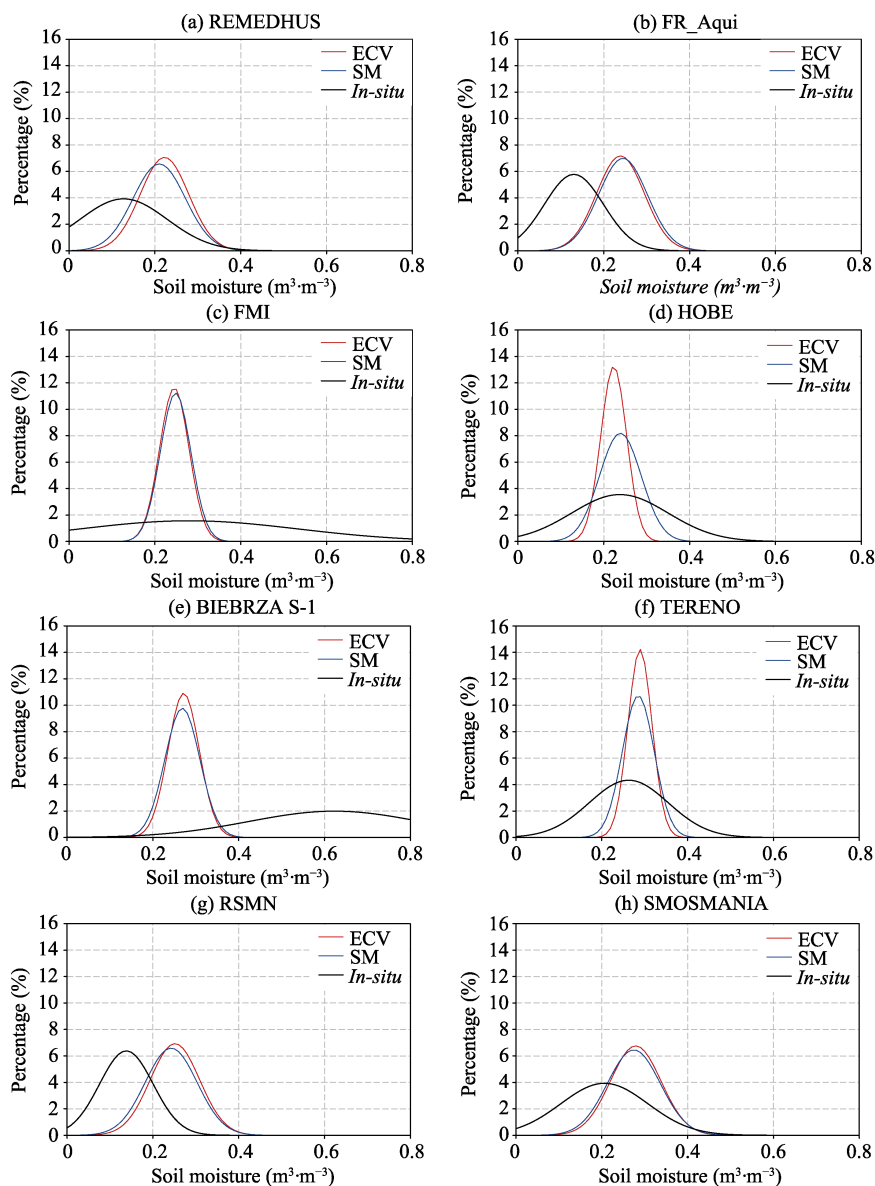 (a) REMEDHUS
16
14
12
10
8
6
4
2
0
Percentage (%)
ECV
SM
In-situ
0 0.2 0.4 0.6 0.8
Soil moisture (m³·m⁻³)
(b) FR_Aqui
16
14
12
10
8
6
4
2
0
Percentage (%)
ECV
SM
In-situ
0 0.2 0.4 0.6 0.8
Soil moisture (m³·m⁻³)
(c) FMI
16
14
12
10
8
6
4
2
0
Percentage (%)
ECV
SM
In-situ
0 0.2 0.4 0.6 0.8
Soil moisture (m³·m⁻³)
(d) HOBE
16
14
12
10
8
6
4
2
0
Percentage (%)
ECV
SM
In-situ
0 0.2 0.4 0.6 0.8
Soil moisture (m³·m⁻³)
(e) BIEBRZA S-1
16
14
12
10
8
6
4
2
0
Percentage (%)
ECV
SM
In-situ
0 0.2 0.4 0.6 0.8
Soil moisture (m³·m⁻³)
(f) TERENO
16
14
12
10
8
6
4
2
0
Percentage (%)
ECV
SM
In-situ
0 0.2 0.4 0.6 0.8
Soil moisture (m³·m⁻³)
(g) RSMN
16
14
12
10
8
6
4
2
0
Percentage (%)
ECV
SM
In-situ
0 0.2 0.4 0.6 0.8
Soil moisture (m³·m⁻³)
(h) SMOSMANIA
16
14
12
10
8
6
4
2
0
Percentage (%)
ECV
SM
In-situ
0 0.2 0.4 0.6 0.8
Soil moisture (m³·m⁻³)